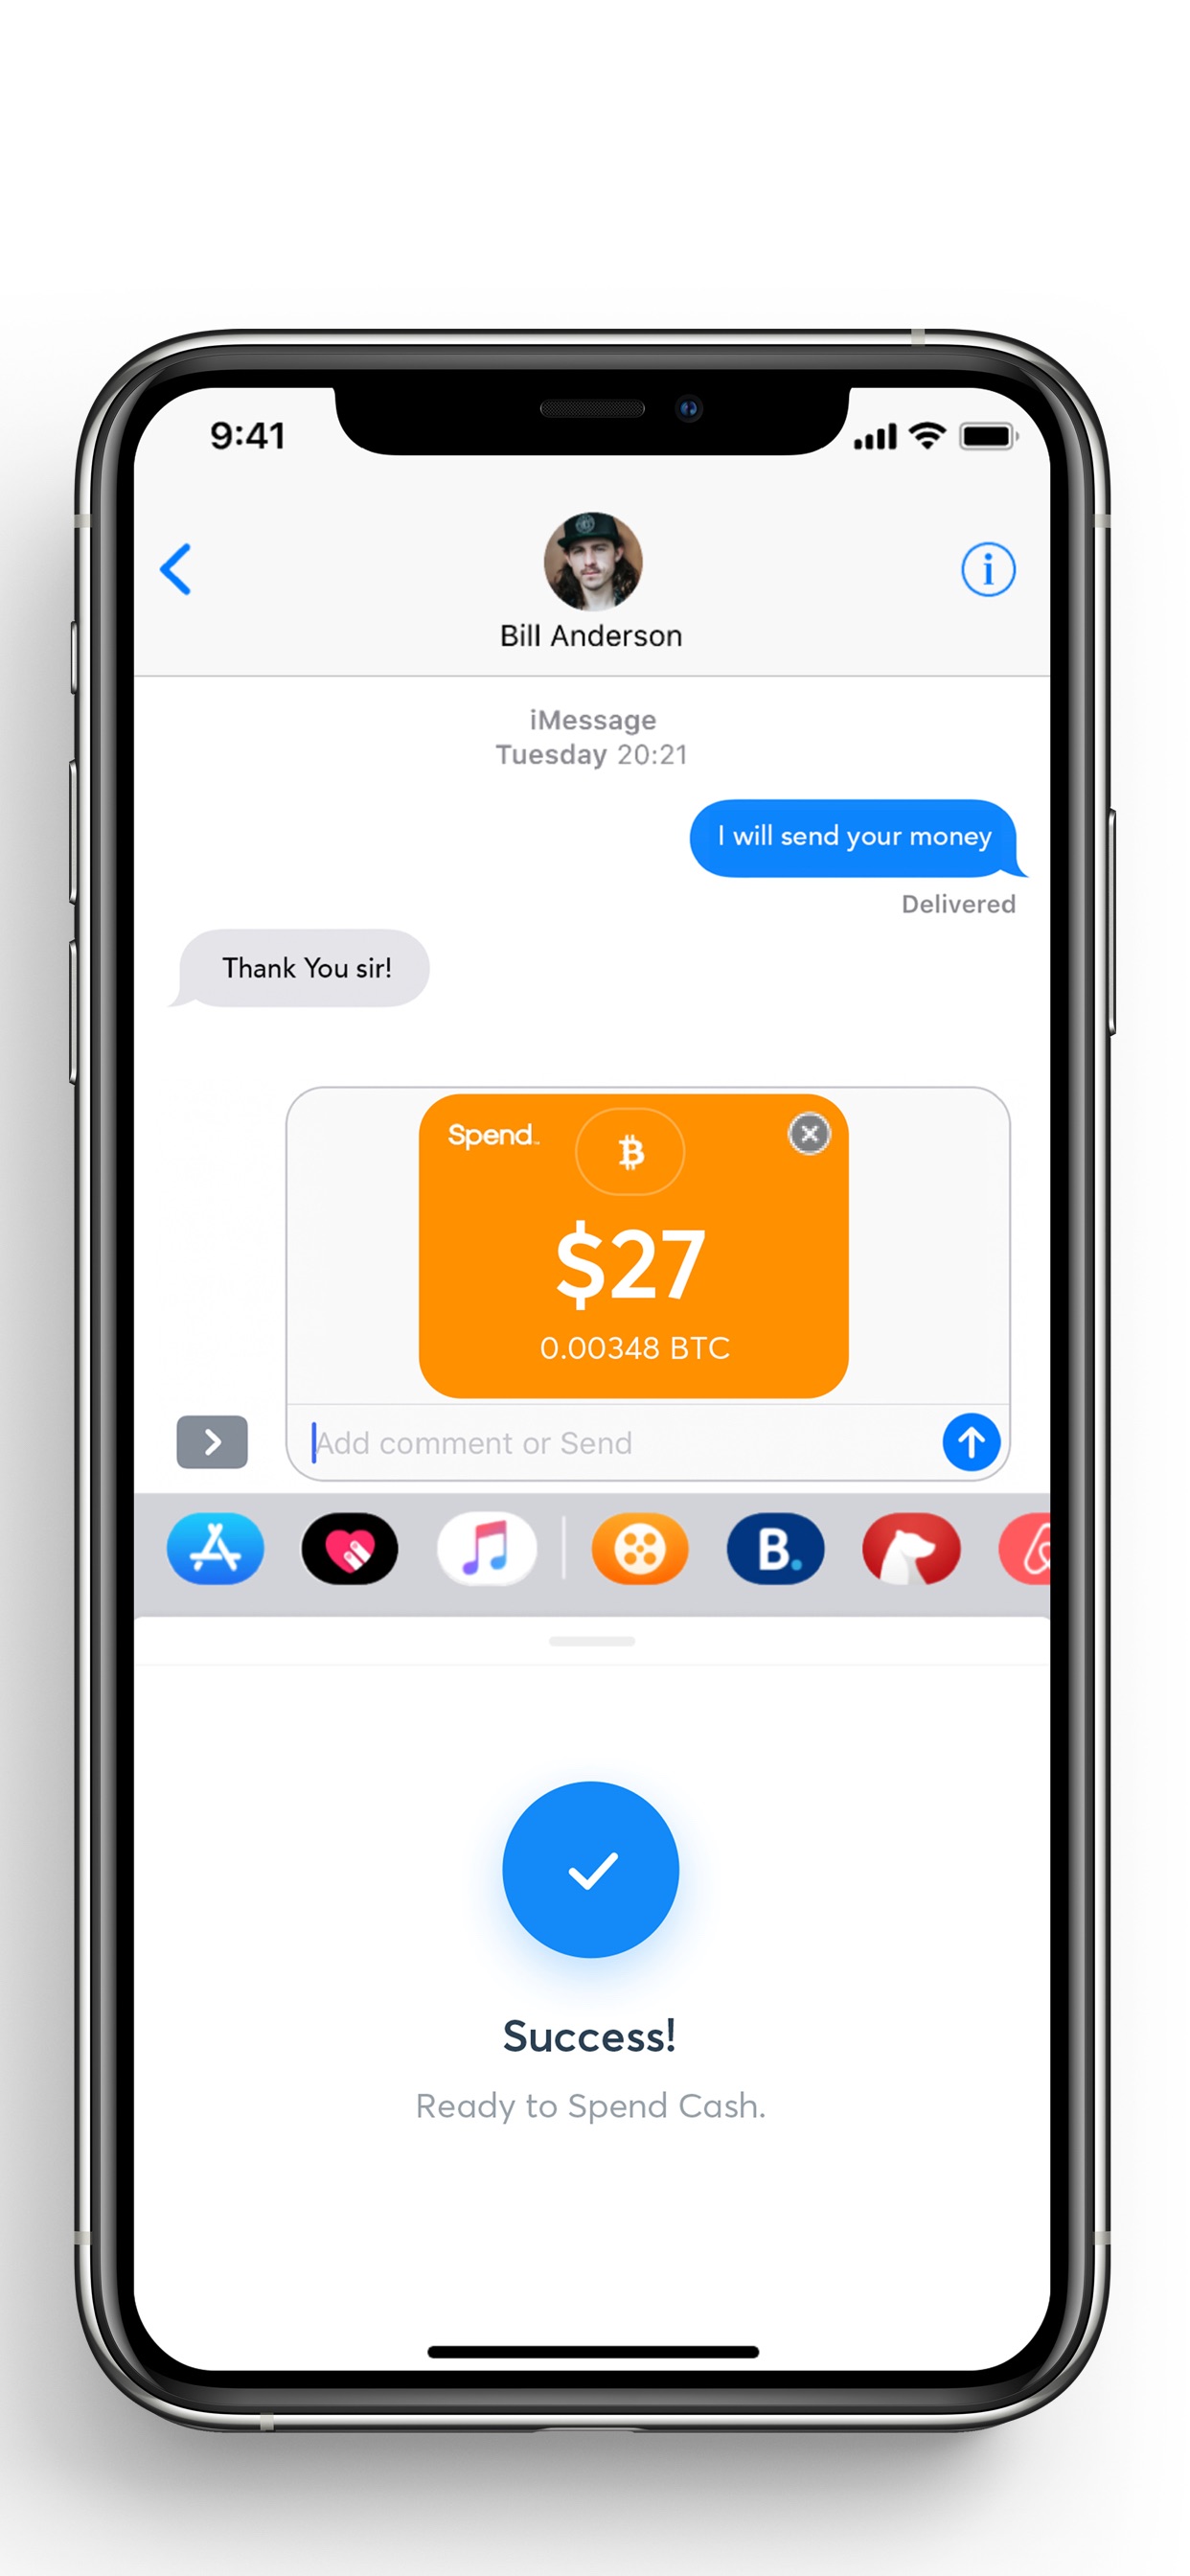 9:41
Bill Anderson
iMessage
Tuesday 20:21
I will send your money
Delivered
Thank You sir!
Spend™
$27
0.00348 BTC
Add comment or Send
B.
Success!
Ready to Spend Cash.